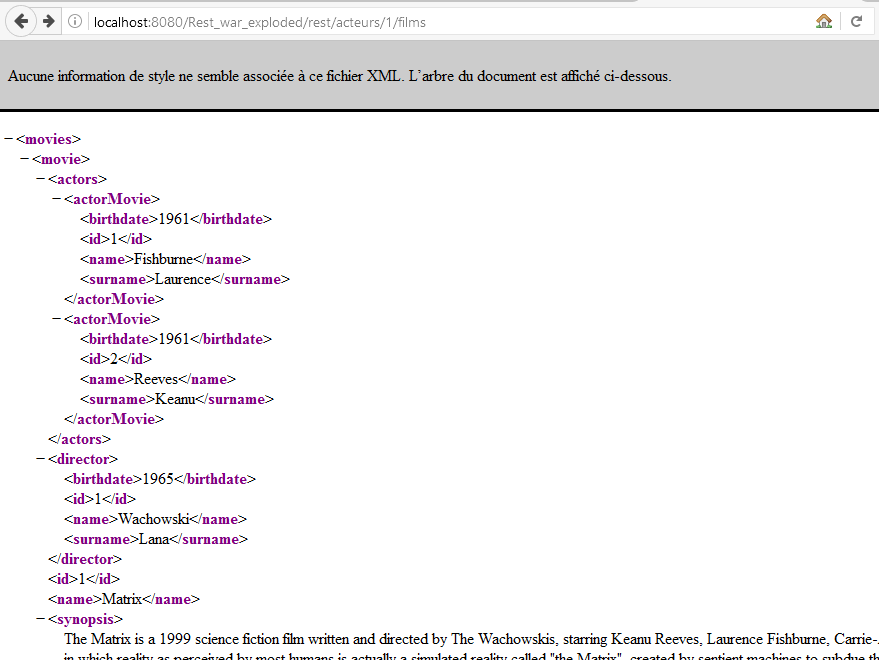 localhost:8080/Rest_war_exploded/rest/acteurs/1/films
Aucune information de style ne semble associée à ce fichier XML. L'arbre du document est affiché ci-dessous.
−<movies>
−<movie>
−<actors>
−<actorMovie>
<birthdate>1961</birthdate>
<id>1</id>
<name>Fishburne</name>
<surname>Laurence</surname>
</actorMovie>
−<actorMovie>
<birthdate>1961</birthdate>
<id>2</id>
<name>Reeves</name>
<surname>Keanu</surname>
</actorMovie>
</actors>
−<director>
<birthdate>1965</birthdate>
<id>1</id>
<name>Wachowski</name>
<surname>Lana</surname>
</director>
<id>1</id>
<name>Matrix</name>
−<synopsis>
The Matrix is a 1999 science fiction film written and directed by The Wachowskis, starring Keanu Reeves, Laurence Fishburne, Carrie-
in which reality as perceived by most humans is actually a simulated reality called "the Matrix", created by sentient machines to subdue